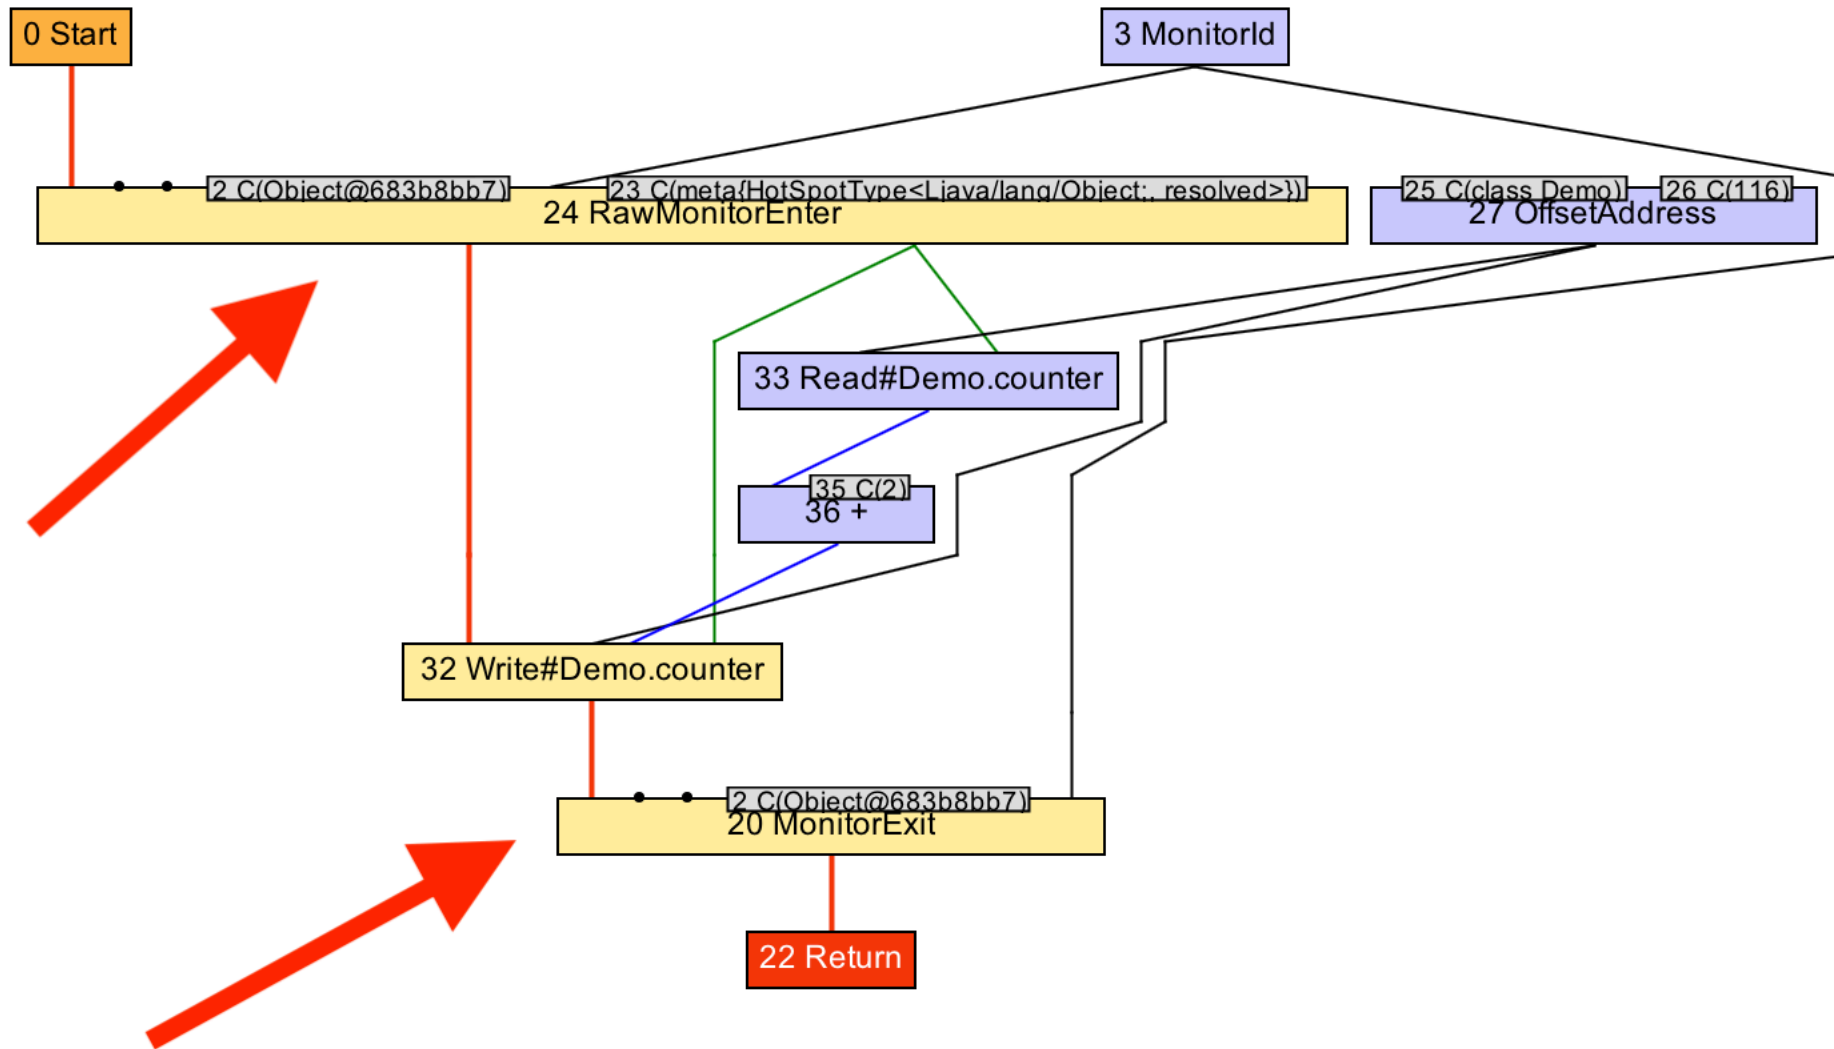 0 Start
3 MonitorId
2 C(Object@683b8bb7)
23 C(meta{HotSpotType<Ljava/lang/Object;, resolved>})
24 RawMonitorEnter
25 C(class Demo)
26 C(116)
27 OffsetAddress
33 Read#Demo.counter
35 C(2)
36 +
32 Write#Demo.counter
2 C(Object@683b8bb7)
20 MonitorExit
22 Return